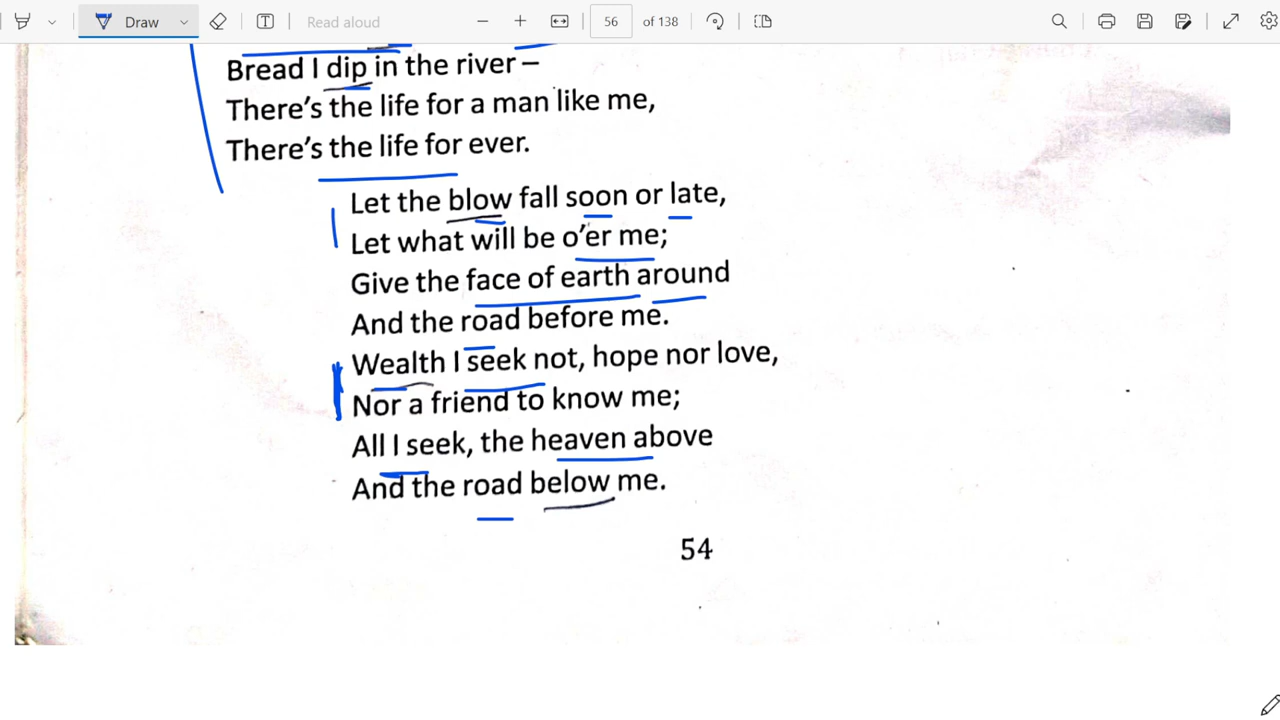 Draw
Read aloud
56 of 138
Bread I dip in the river –
There's the life for a man like me,
There's the life for ever.
Let the blow fall soon or late,
Let what will be o'er me;
Give the face of earth around
And the road before me.
Wealth I seek not, hope nor love,
Nor a friend to know me;
All I seek, the heaven above
And the road below me.
54